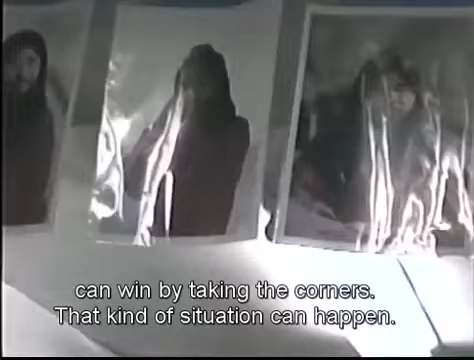 can win by taking the corners.
That kind of situation can happen.